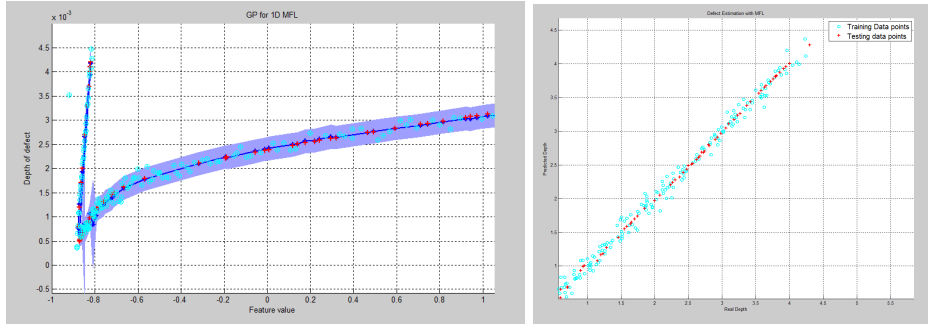 GP for 1D MFL
x 10⁻³
4.5
4
3.5
3
2.5
2
1.5
1
0.5
0
-0.5
Depth of defect
-1 -0.8 -0.6 -0.4 -0.2 0 0.2 0.4 0.6 0.8 1
Feature value
Defect Estimation with MFL
Training Data points
Testing data points
4.5
4
3.5
3
2.5
2
1.5
1
Predicted Depth
1 1.5 2 2.5 3 3.5 4 4.5 5 5.5
Real Depth